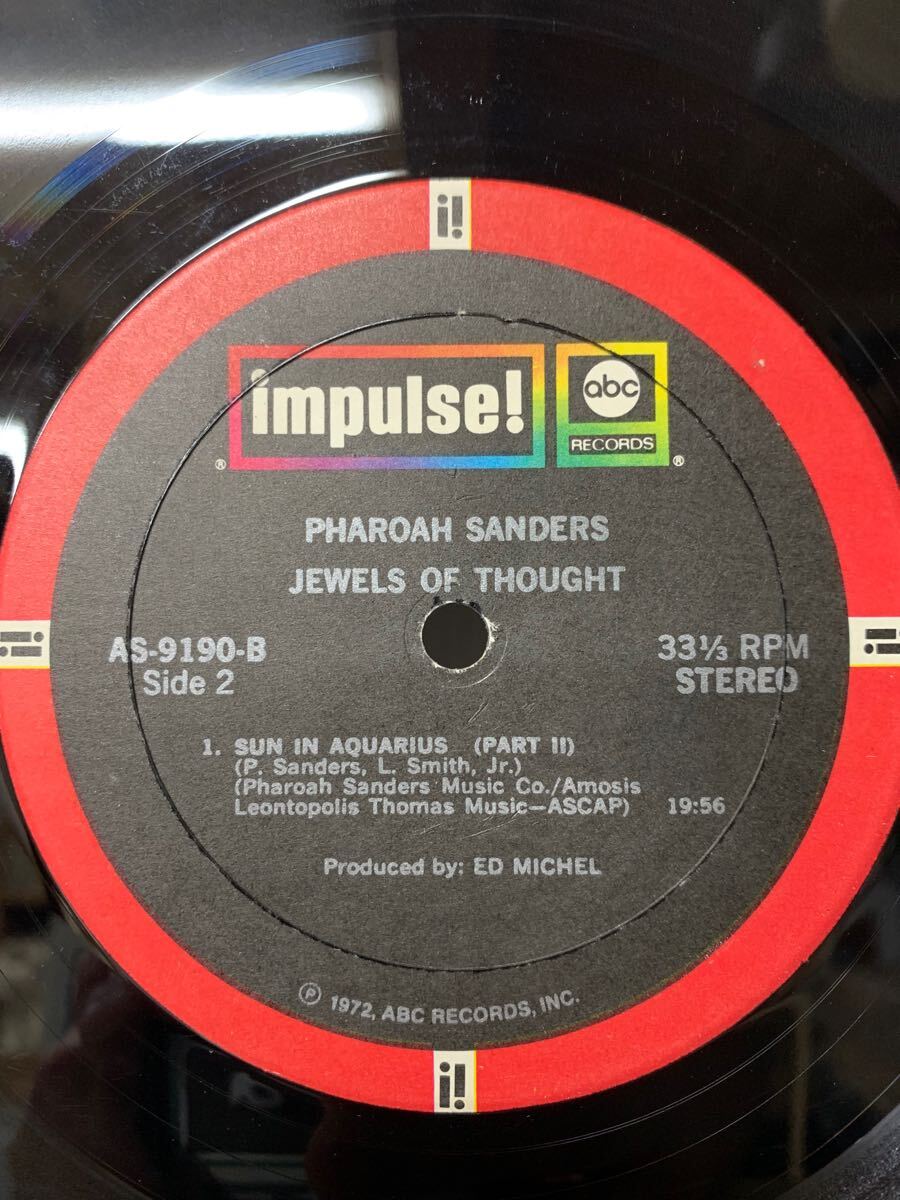 i!
impulse!
abc
RECORDS
®
®
PHAROAH SANDERS
JEWELS OF THOUGHT
AS-9190-B
Side 2
33⅓ RPM
STEREO
i!
i!
1. SUN IN AQUARIUS (PART II)
(P. Sanders, L. Smith, Jr.)
(Pharoah Sanders Music Co./Amosis
Leontopolis Thomas Music—ASCAP) 19:56
Produced by: ED MICHEL
℗ 1972, ABC RECORDS, INC.
i!